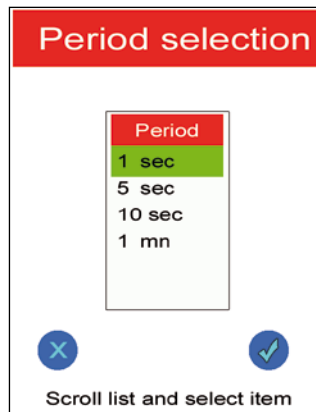 Period selection
Period
1 sec
5 sec
10 sec
1 mn
Scroll list and select item